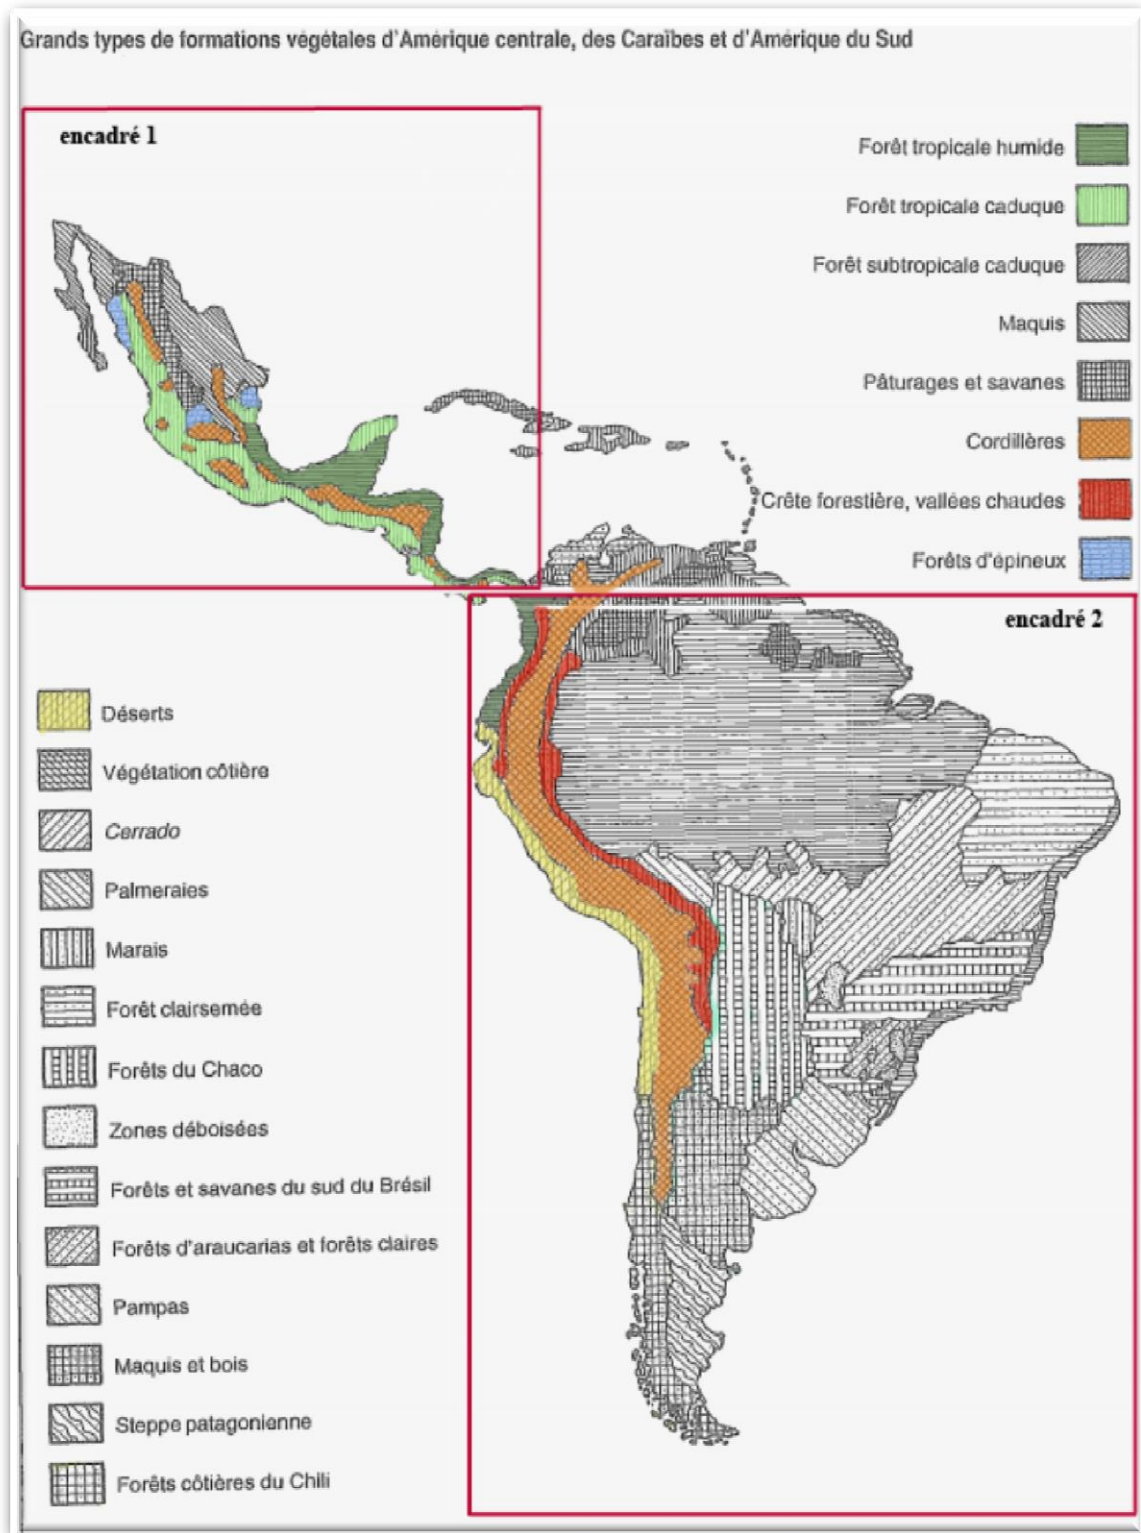 Grands types de formations végétales d'Amérique centrale, des Caraïbes et d'Amérique du Sud
encadré 1
Forêt tropicale humide
Forêt tropicale caduque
Forêt subtropicale caduque
Maquis
Pâturages et savanes
Cordillères
Crête forestière, vallées chaudes
Forêts d'épineux
encadré 2
Déserts
Végétation côtière
Cerrado
Palmeraies
Marais
Forêt clairsemée
Forêts du Chaco
Zones déboisées
Forêts et savanes du sud du Brésil
Forêts d'araucarias et forêts claires
Pampas
Maquis et bois
Steppe patagonienne
Forêts côtières du Chili